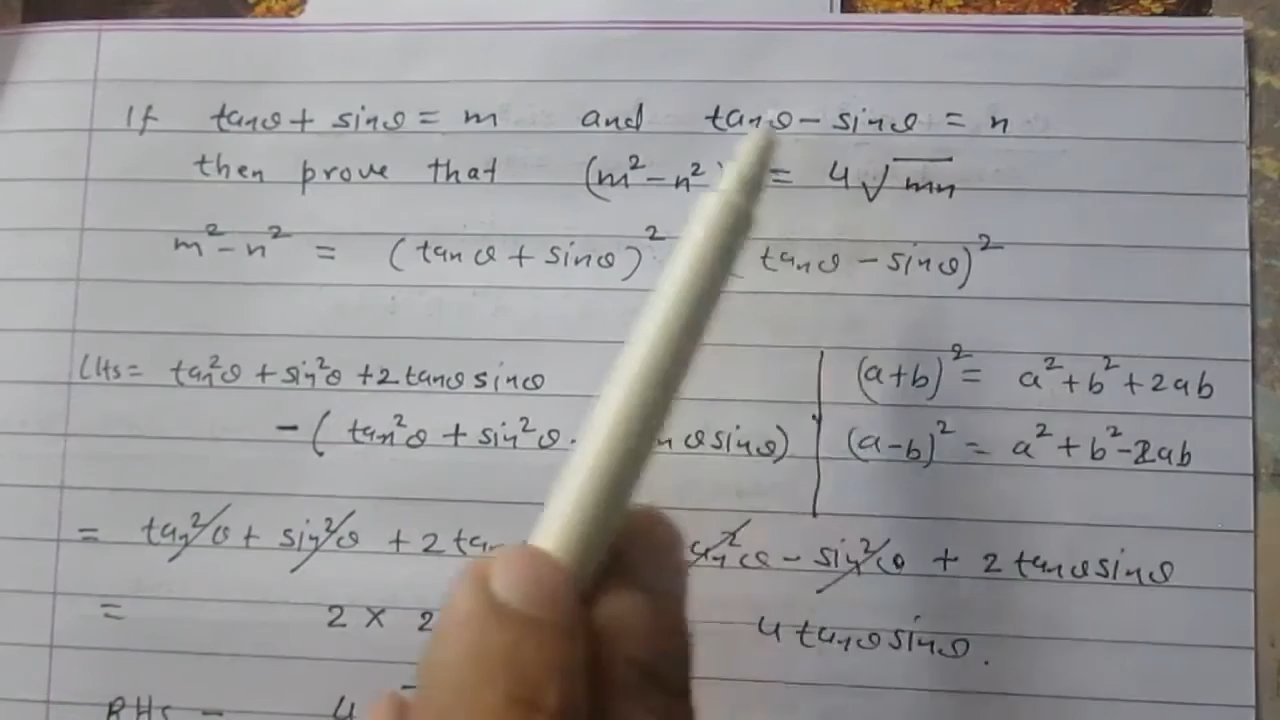 If tanθ + sinθ = m and tanθ - sinθ = n
then prove that (m² - n²) = 4√mn
m² - n² = (tanθ + sinθ)² (tanθ - sinθ)²
LHS = tan²θ + sin²θ + 2 tanθ sinθ
- (tan²θ + sin²θ θ sinθ)
(a+b)² = a² + b² + 2ab
(a-b)² = a² + b² - 2ab
= tan²θ + sin²θ + 2 - sin²θ + 2 tanθ sinθ
= 2 × 2 4 tanθ sinθ.
RHS = 4